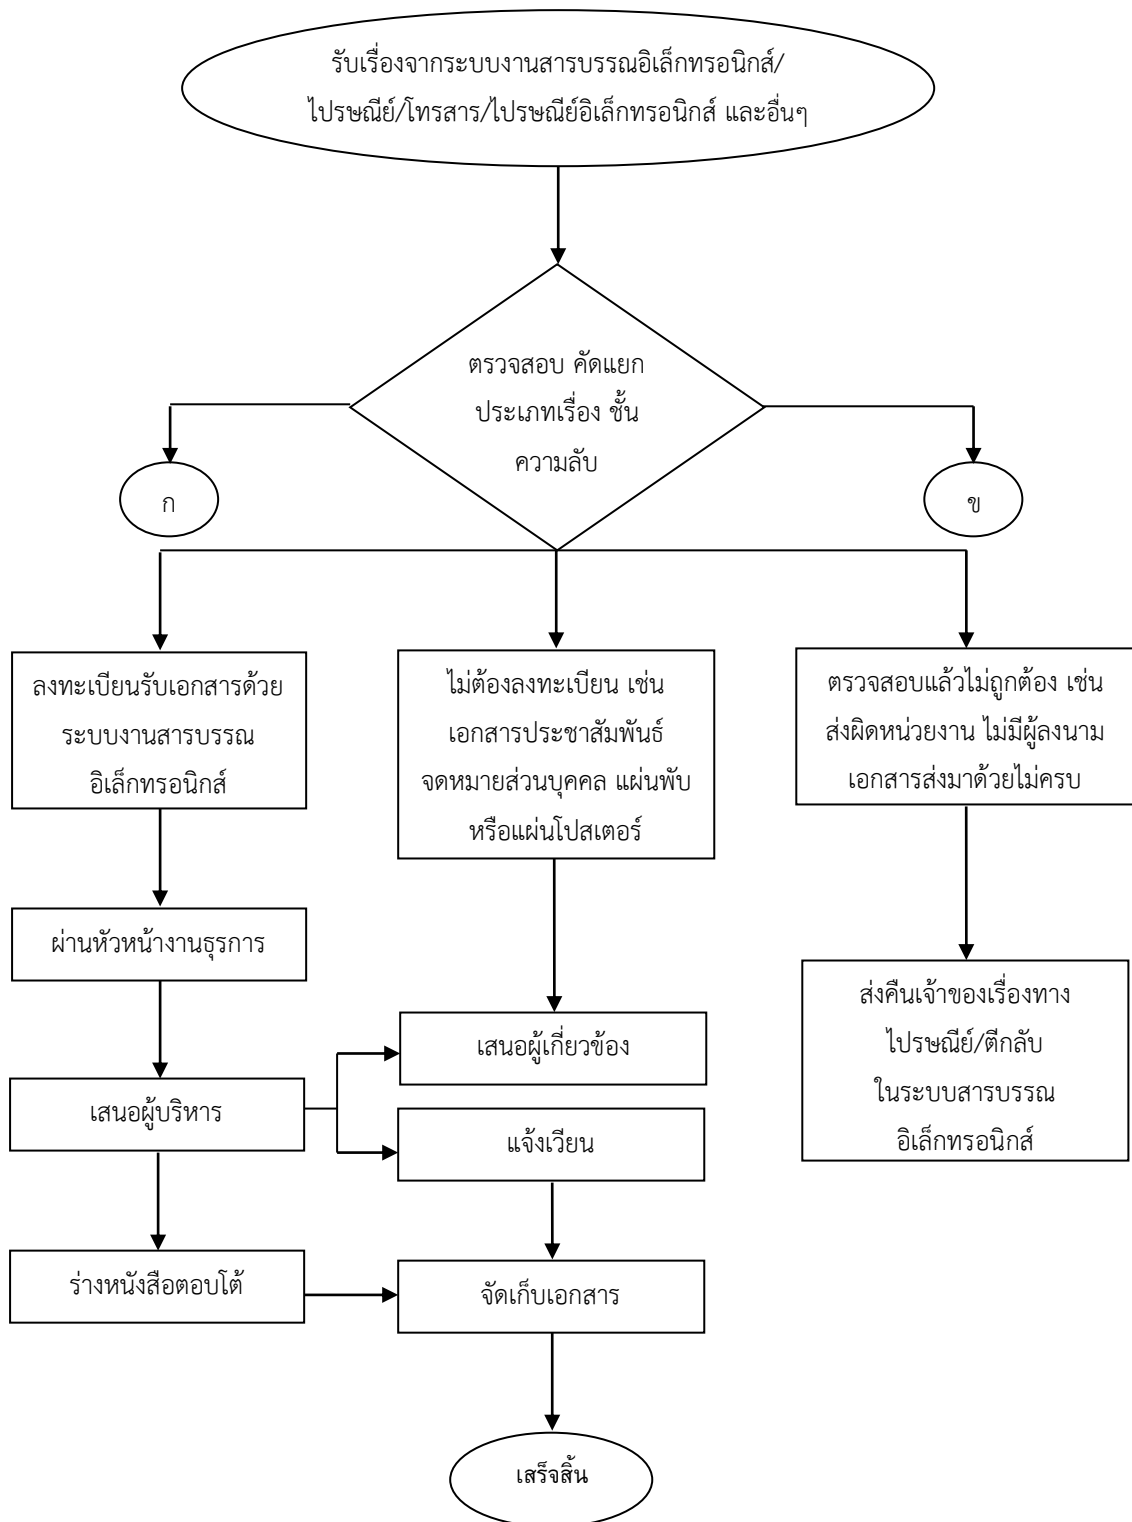 รับเรื่องจากระบบงานสารบรรณอิเล็กทรอนิกส์/
ไปรษณีย์/โทรสาร/ไปรษณีย์อิเล็กทรอนิกส์ และอื่นๆ
ตรวจสอบ คัดแยก
ประเภทเรื่อง ชั้น
ความลับ
ก
ข
ลงทะเบียนรับเอกสารด้วย
ระบบงานสารบรรณ
อิเล็กทรอนิกส์
ไม่ต้องลงทะเบียน เช่น
เอกสารประชาสัมพันธ์
จดหมายส่วนบุคคล แผ่นพับ
หรือแผ่นโปสเตอร์
ตรวจสอบแล้วไม่ถูกต้อง เช่น
ส่งผิดหน่วยงาน ไม่มีผู้ลงนาม
เอกสารส่งมาด้วยไม่ครบ
ผ่านหัวหน้างานธุรการ
ส่งคืนเจ้าของเรื่องทาง
ไปรษณีย์/ตีกลับ
ในระบบสารบรรณ
อิเล็กทรอนิกส์
เสนอผู้เกี่ยวข้อง
เสนอผู้บริหาร
แจ้งเวียน
ร่างหนังสือตอบโต้
จัดเก็บเอกสาร
เสร็จสิ้น